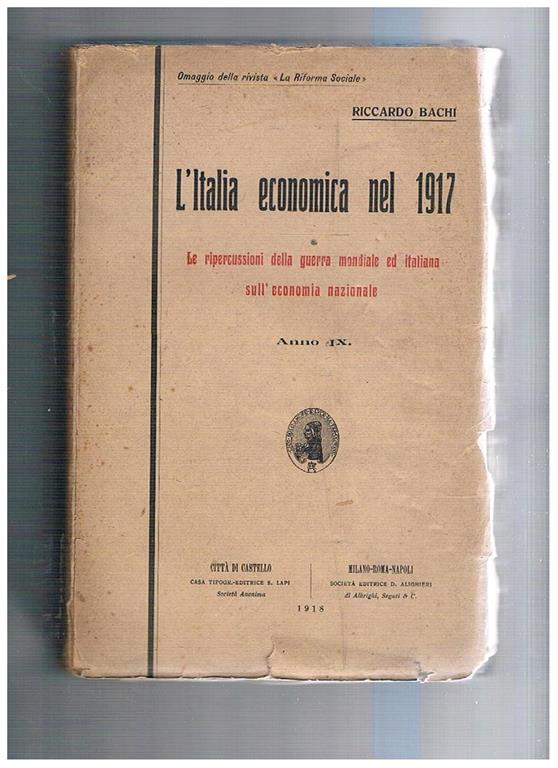 Omaggio della rivista « La Riforma Sociale »
RICCARDO BACHI
L'Italia economica nel 1917
Le ripercussioni della guerra mondiale ed italiana
sull'economia nazionale
Anno IX.
CITTÀ DI CASTELLO
CASA TIPOGR.-EDITRICE S. LAPI
Società Anonima
MILANO-ROMA-NAPOLI
SOCIETÀ EDITRICE D. ALIGHIERI
di Albrighi, Segati & C.
1918